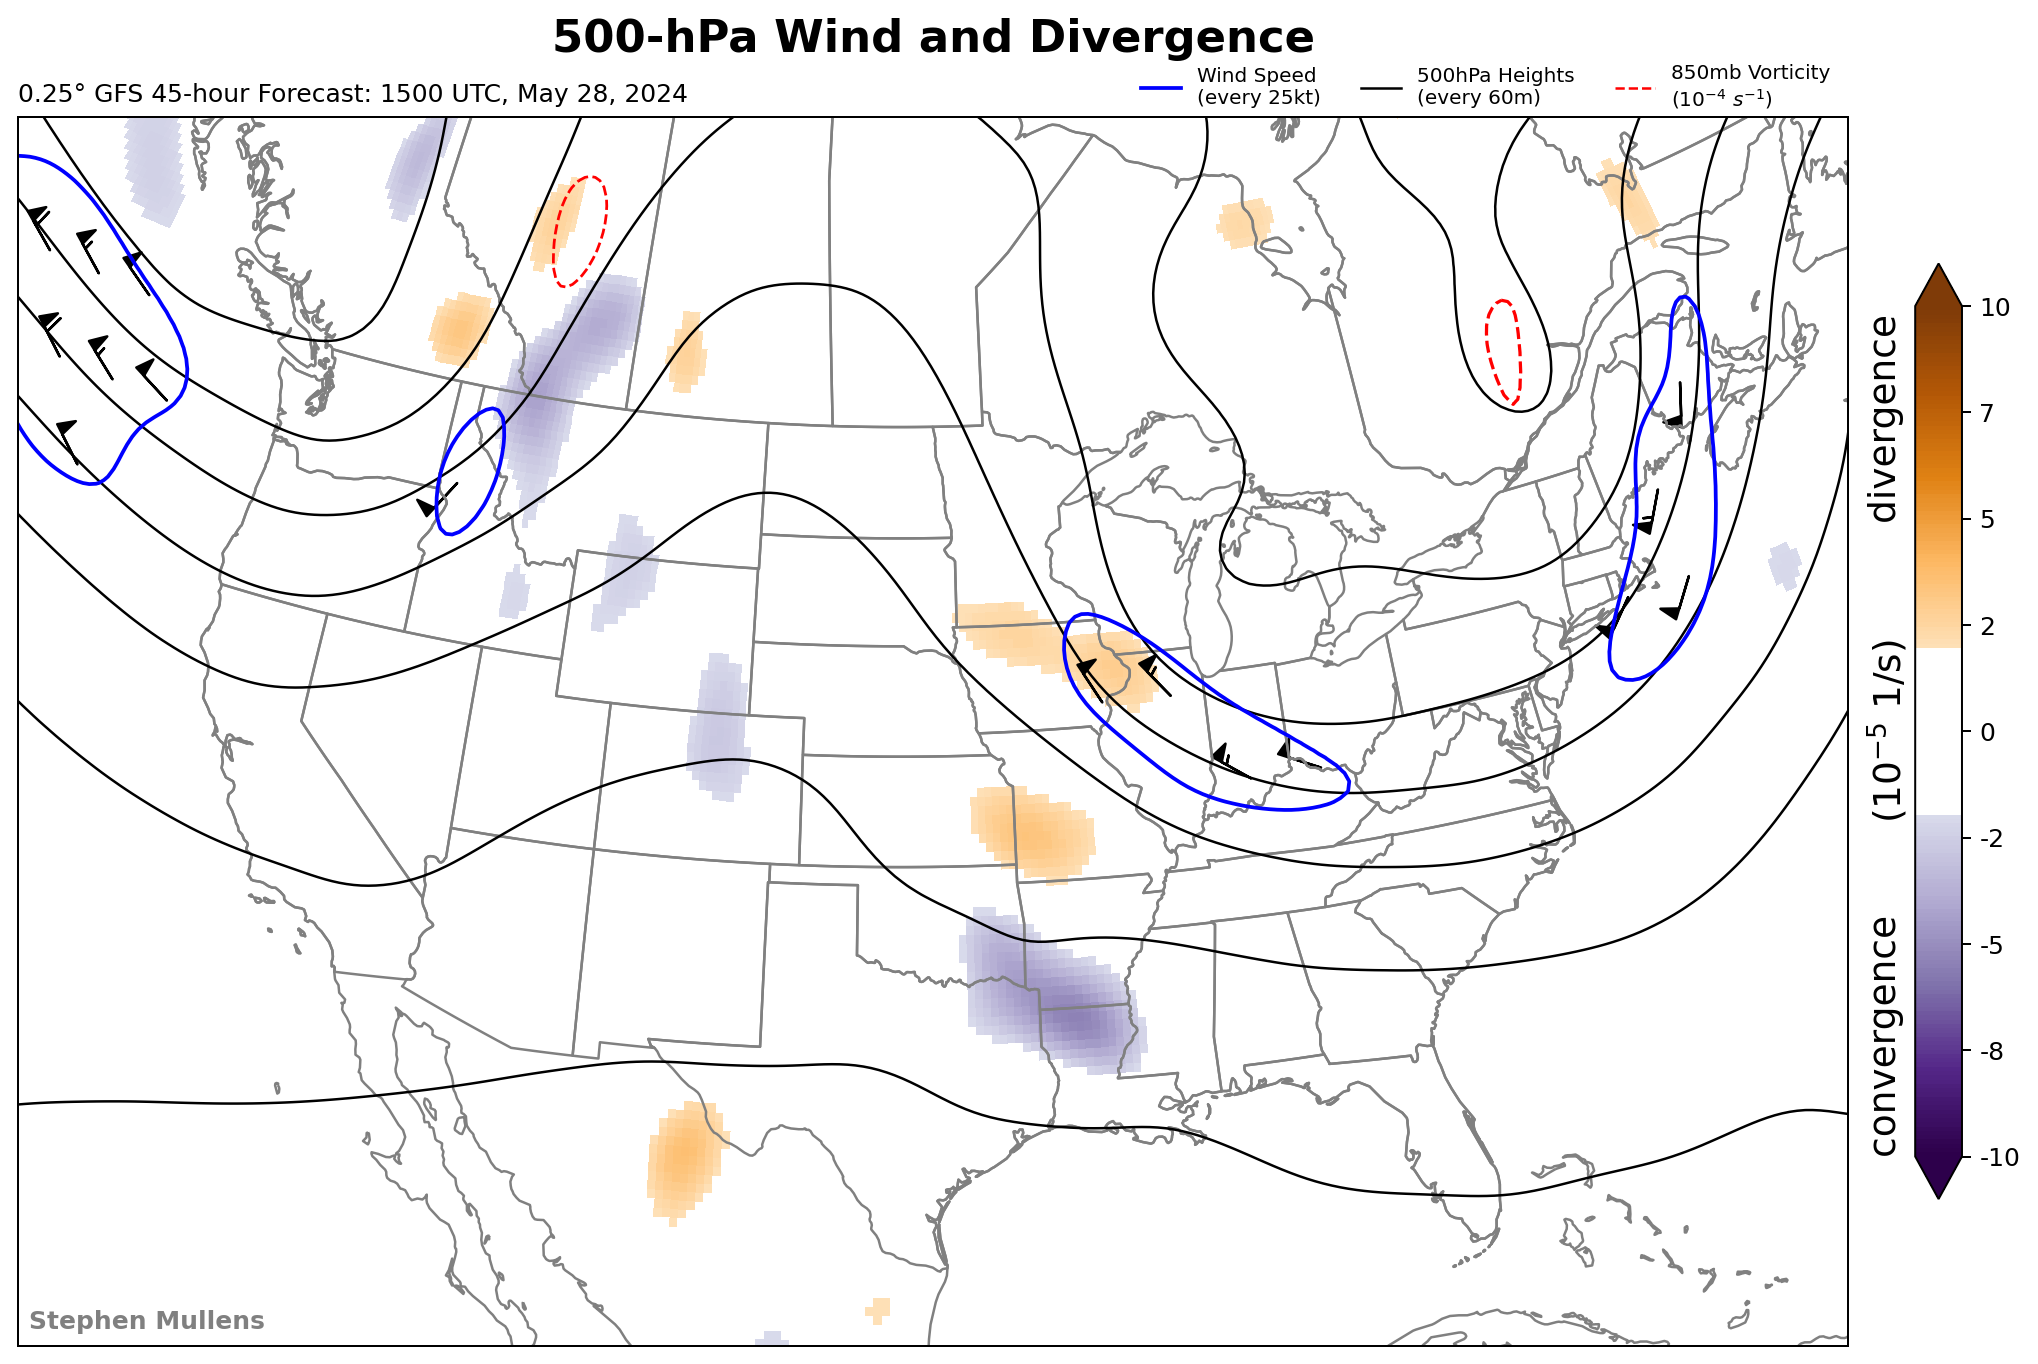 500-hPa Wind and Divergence
0.25° GFS 45-hour Forecast: 1500 UTC, May 28, 2024
Wind Speed
(every 25kt)
500hPa Heights
(every 60m)
850mb Vorticity
(10⁻⁴ s⁻¹)
10
7
5
2
0
-2
-5
-8
-10
convergence (10⁻⁵ 1/s) divergence
Stephen Mullens